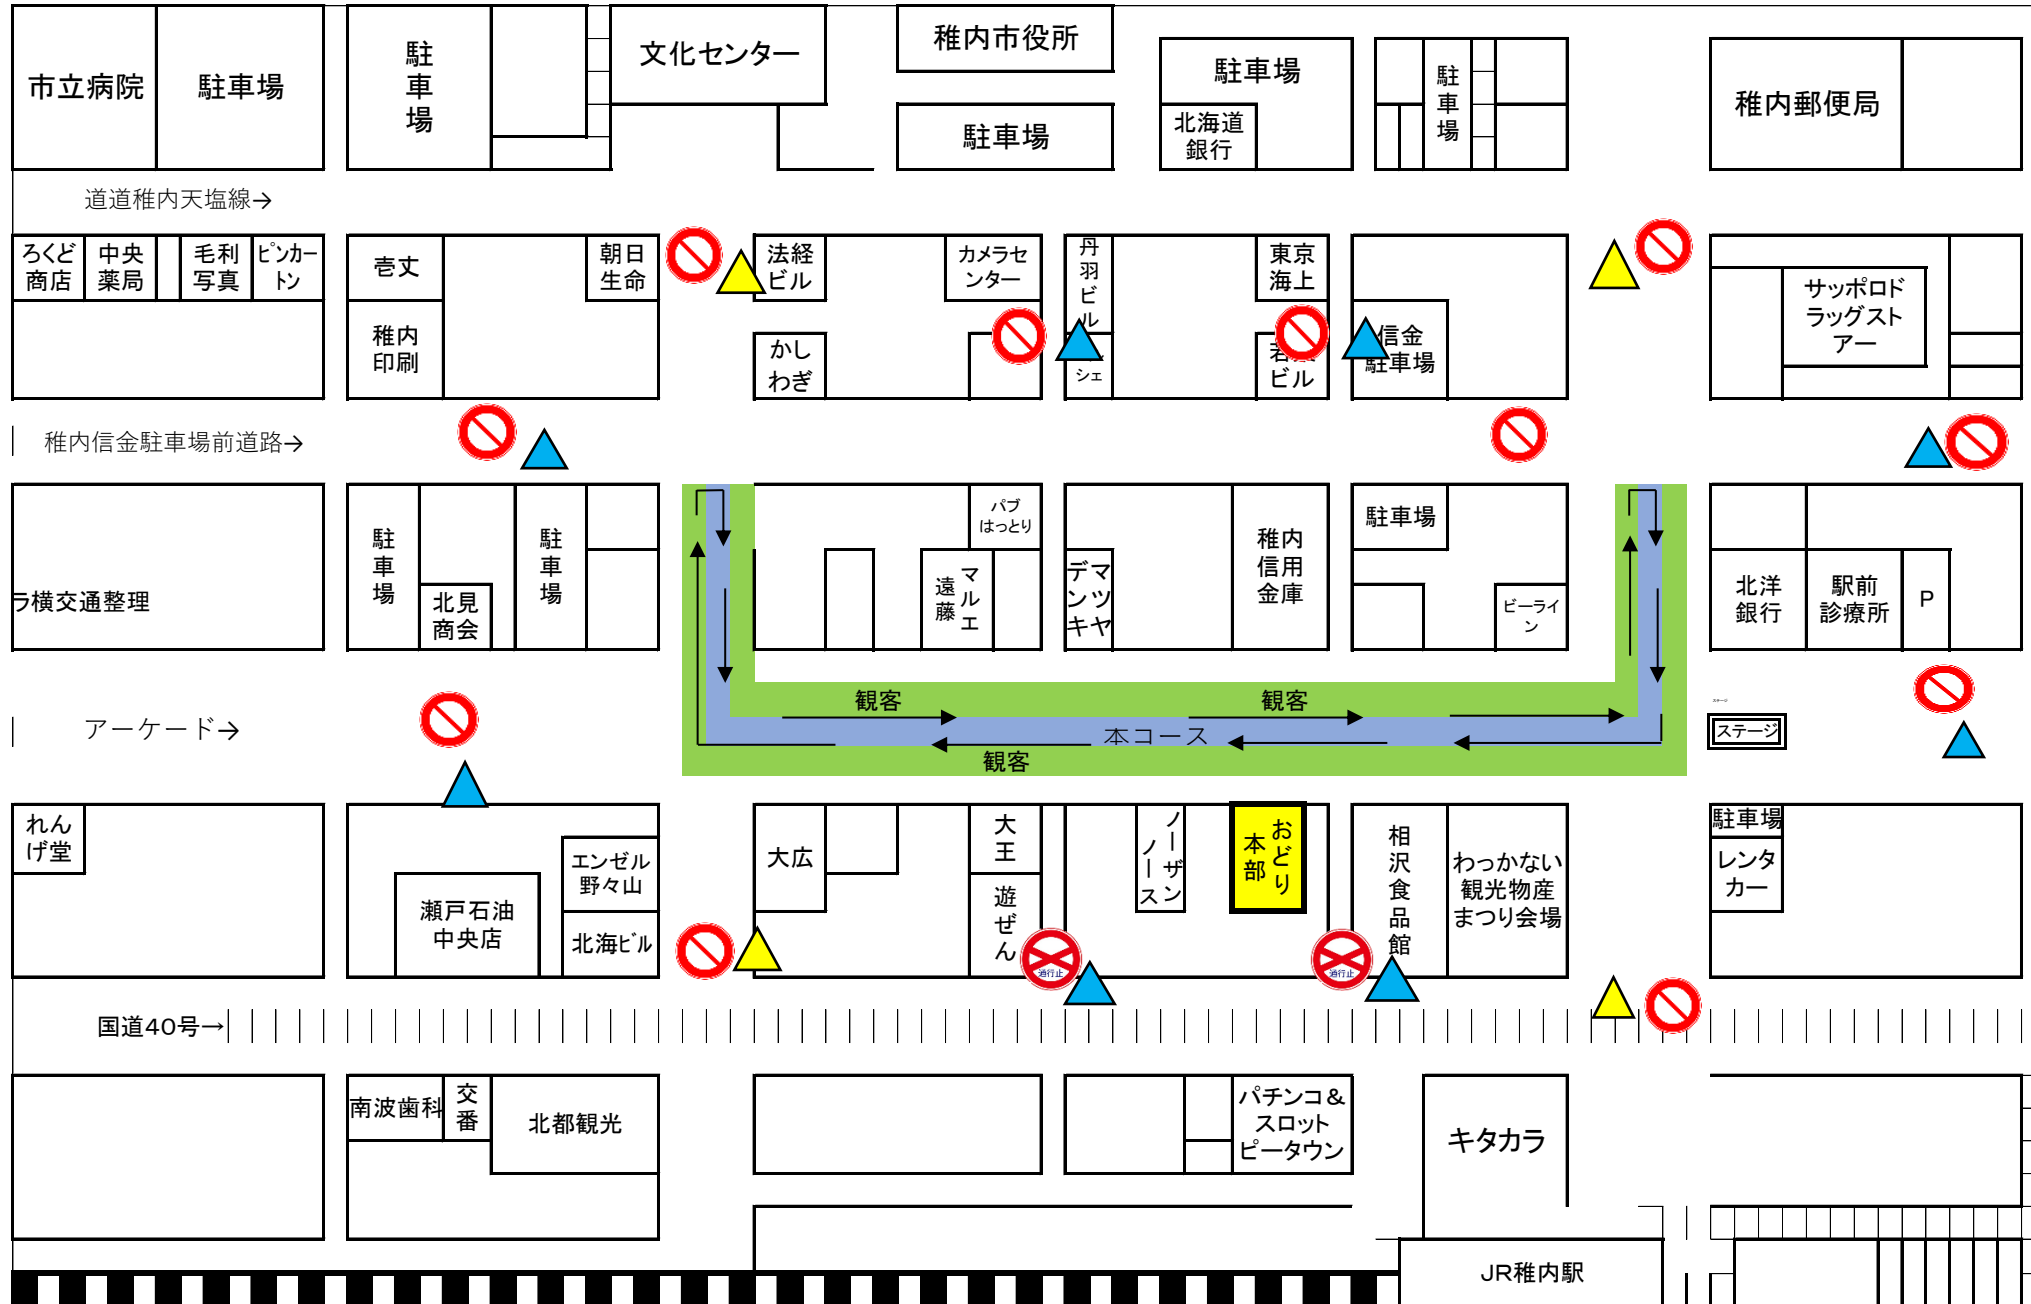 市立病院
駐車場
駐車場
文化センター
稚内市役所
駐車場
駐車場
北海道
銀行
駐車場
稚内郵便局
道道稚内天塩線→
ろくど
商店
中央
薬局
毛利
写真
ピンカー
トン
壱丈
朝日
生命
法経
ビル
カメラセ
ンター
丹羽ビル
東京
海上
サッポロド
ラッグスト
アー
稚内
印刷
かし
わぎ
シェ
ビル
信金
駐車場
稚内信金駐車場前道路→
パブ
はっとり
駐車場
駐車場
駐車場
北見
商会
マルエ
遠藤
マツヤ
デンキ
稚内
信用
金庫
ビーライ
ン
北洋
銀行
駅前
診療所
P
ラ横交通整理
観客
観客
アーケード→
本コース
観客
ステージ
ステージ
れん
げ堂
エンゼル
野々山
瀬戸石油
中央店
北海ビル
大広
大王
遊ぜん
ノーザン
ノース
おどり
本部
相沢食品館
わっかない
観光物産
まつり会場
駐車場
レンタ
カー
通行止
通行止
国道40号→
南波歯科
交番
北都観光
パチンコ&
スロット
ピータウン
キタカラ
JR稚内駅